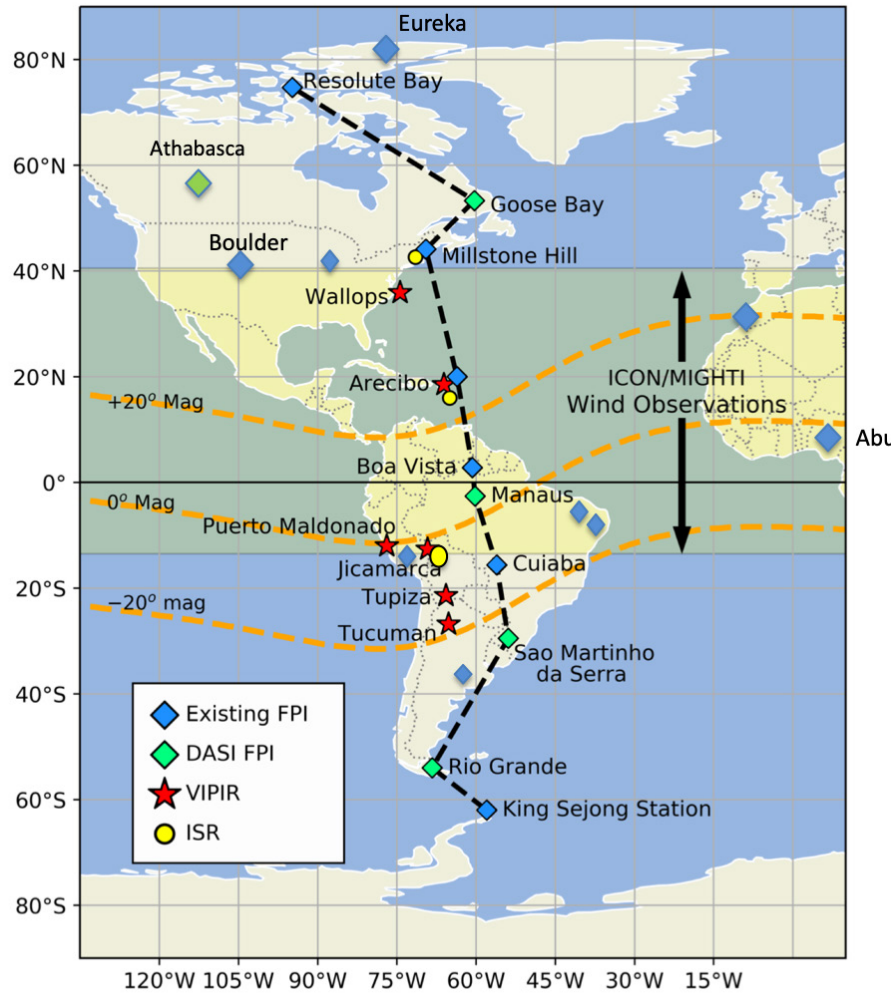 Eureka
80°N
Resolute Bay
Athabasca
60°N
Goose Bay
Boulder
Millstone Hill
40°N
Wallops
ICON/MIGHTI
Wind Observations
20°N
Arecibo
+20° Mag
Abu
Boa Vista
0°
Manaus
0° Mag
Puerto Maldonado
Cuiaba
Jicamarca
20°S
Tupiza
−20° mag
Tucuman
Sao Martinho
da Serra
40°S
Existing FPI
DASI FPI
VIPIR
ISR
Rio Grande
60°S
King Sejong Station
80°S
120°W 105°W 90°W 75°W 60°W 45°W 30°W 15°W